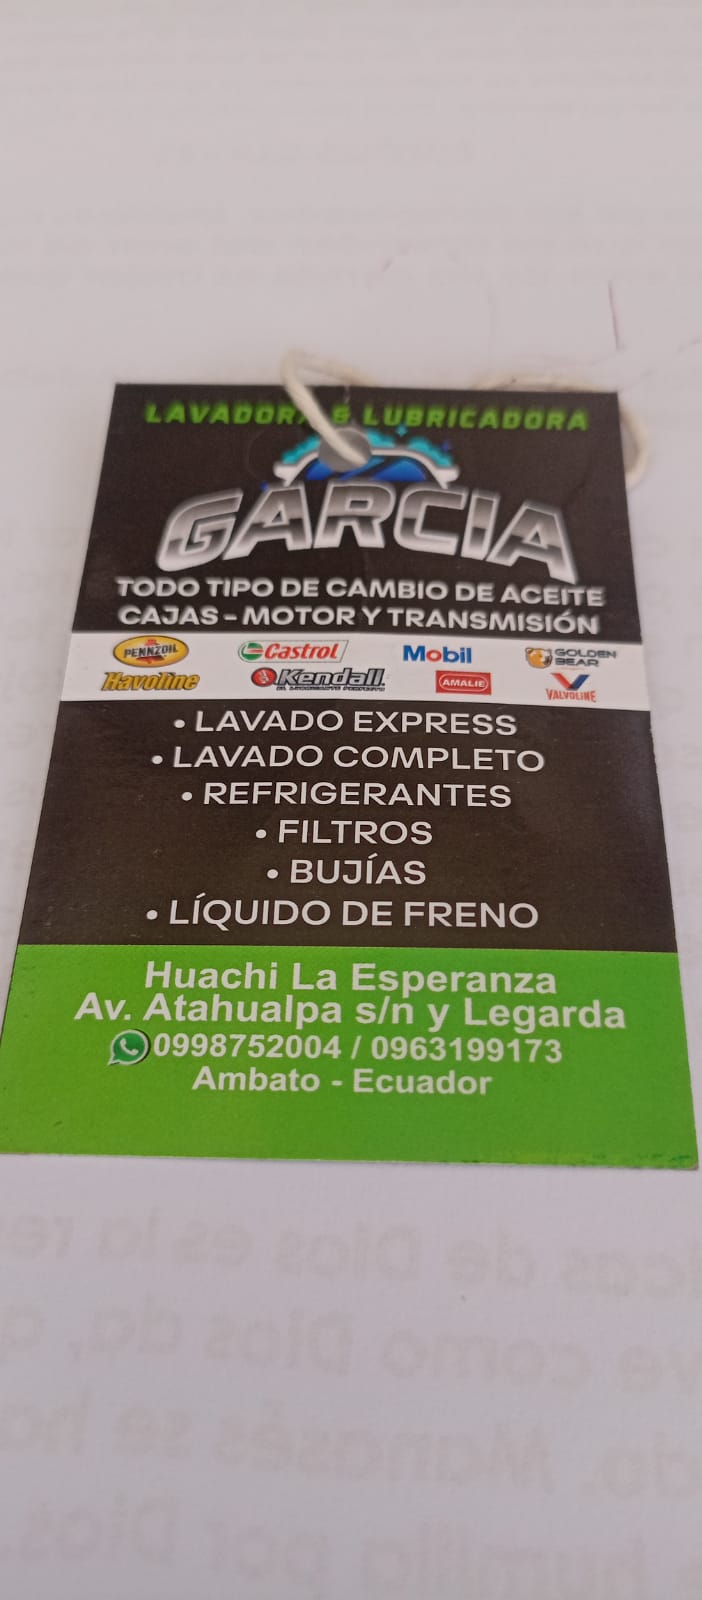 LAVADORA & LUBRICADORA
GARCIA
TODO TIPO DE CAMBIO DE ACEITE
CAJAS - MOTOR Y TRANSMISIÓN
PENNZOIL Castrol Mobil GOLDEN BEAR
Havoline Kendall AMALIE VALVOLINE
• LAVADO EXPRESS
• LAVADO COMPLETO
• REFRIGERANTES
• FILTROS
• BUJÍAS
• LÍQUIDO DE FRENO
Huachi La Esperanza
Av. Atahualpa s/n y Legarda
0998752004 / 0963199173
Ambato - Ecuador